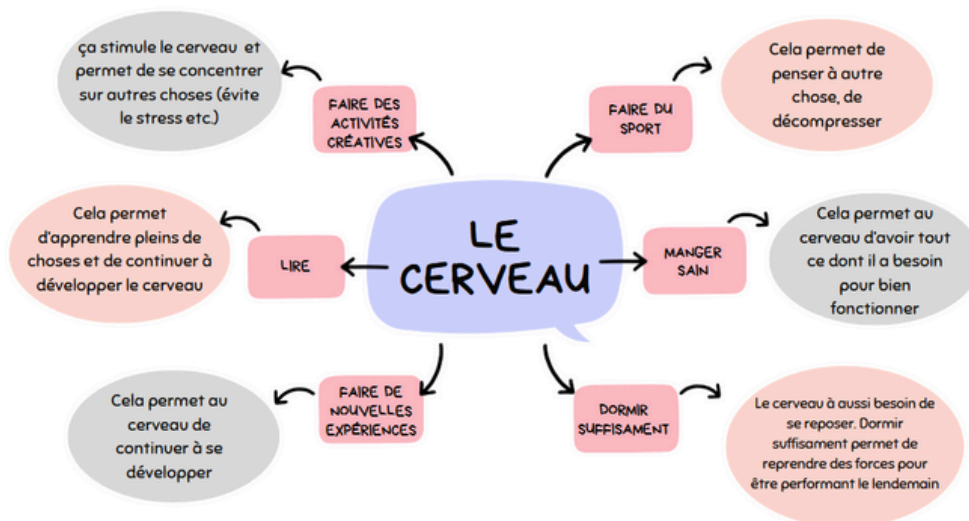 ça stimule le cerveau et
permet de se concentrer
sur autres choses (évite
le stress etc.)
FAIRE DES
ACTIVITÉS
CRÉATIVES
FAIRE DU
SPORT
Cela permet de
penser à autre
chose, de
décompresser
Cela permet
d'apprendre pleins de
choses et de continuer à
développer le cerveau
LIRE
LE
CERVEAU
MANGER
SAIN
Cela permet au
cerveau d'avoir tout
ce dont il a besoin
pour bien
fonctionner
Cela permet au
cerveau de
continuer à se
développer
FAIRE DE
NOUVELLES
EXPÉRIENCES
DORMIR
SUFFISAMENT
Le cerveau à aussi besoin de
se reposer. Dormir
suffisament permet de
reprendre des forces pour
être performant le lendemain